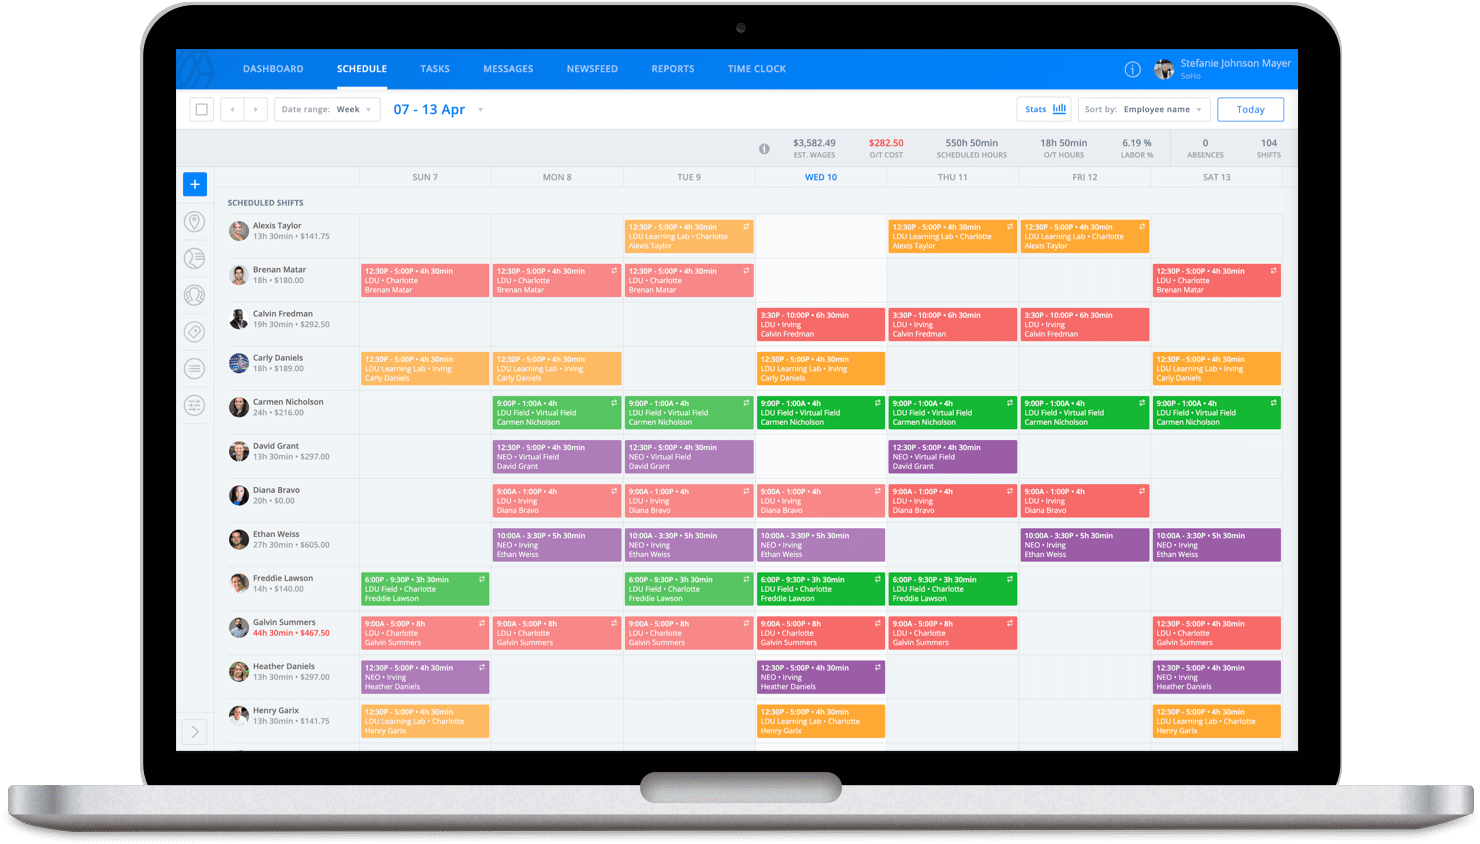 DASHBOARD SCHEDULE TASKS MESSAGES NEWSFEED REPORTS TIME CLOCK
Stefanie Johnson Mayer
SoHo
Date range: Week 07 - 13 Apr Stats Sort by: Employee name Today
$3,582.49 $282.50 550h 50min 18h 50min 6.19 % 0 104
EST. WAGES O/T COST SCHEDULED HOURS O/T HOURS LABOR % ABSENCES SHIFTS
SUN 7 MON 8 TUE 9 WED 10 THU 11 FRI 12 SAT 13
SCHEDULED SHIFTS
Alexis Taylor
13h 30min • $141.75
12:30P - 5:00P • 4h 30min 12:30P - 5:00P • 4h 30min 12:30P - 5:00P • 4h 30min
LDU Learning Lab • Charlotte LDU Learning Lab • Charlotte LDU Learning Lab • Charlotte
Alexis Taylor Alexis Taylor Alexis Taylor
Brenan Matar
18h • $180.00
12:30P - 5:00P • 4h 30min 12:30P - 5:00P • 4h 30min 12:30P - 5:00P • 4h 30min 12:30P - 5:00P • 4h 30min
LDU • Charlotte LDU • Charlotte LDU • Charlotte LDU • Charlotte
Brenan Matar Brenan Matar Brenan Matar Brenan Matar
Calvin Fredman
19h 30min • $292.50
3:30P - 10:00P • 6h 30min 3:30P - 10:00P • 6h 30min 3:30P - 10:00P • 6h 30min
LDU • Irving LDU • Irving LDU • Irving
Calvin Fredman Calvin Fredman Calvin Fredman
Carly Daniels
18h • $189.00
12:30P - 5:00P • 4h 30min 12:30P - 5:00P • 4h 30min 12:30P - 5:00P • 4h 30min 12:30P - 5:00P • 4h 30min
LDU Learning Lab • Irving LDU Learning Lab • Irving LDU Learning Lab • Irving LDU Learning Lab • Irving
Carly Daniels Carly Daniels Carly Daniels Carly Daniels
Carmen Nicholson
24h • $216.00
9:00P - 1:00A • 4h 9:00P - 1:00A • 4h 9:00P - 1:00A • 4h 9:00P - 1:00A • 4h 9:00P - 1:00A • 4h 9:00P - 1:00A • 4h
LDU Field • Virtual Field LDU Field • Virtual Field LDU Field • Virtual Field LDU Field • Virtual Field LDU Field • Virtual Field LDU Field • Virtual Field
Carmen Nicholson Carmen Nicholson Carmen Nicholson Carmen Nicholson Carmen Nicholson Carmen Nicholson
David Grant
13h 30min • $297.00
12:30P - 5:00P • 4h 30min 12:30P - 5:00P • 4h 30min 12:30P - 5:00P • 4h 30min
NEO • Virtual Field NEO • Virtual Field NEO • Virtual Field
David Grant David Grant David Grant
Diana Bravo
20h • $0.00
9:00A - 1:00P • 4h 9:00A - 1:00P • 4h 9:00A - 1:00P • 4h 9:00A - 1:00P • 4h 9:00A - 1:00P • 4h
LDU • Irving LDU • Irving LDU • Irving LDU • Irving LDU • Irving
Diana Bravo Diana Bravo Diana Bravo Diana Bravo Diana Bravo
Ethan Weiss
27h 30min • $605.00
10:00A - 3:30P • 5h 30min 10:00A - 3:30P • 5h 30min 10:00A - 3:30P • 5h 30min 10:00A - 3:30P • 5h 30min 10:00A - 3:30P • 5h 30min
NEO • Irving NEO • Irving NEO • Irving NEO • Irving NEO • Irving
Ethan Weiss Ethan Weiss Ethan Weiss Ethan Weiss Ethan Weiss
Freddie Lawson
14h • $140.00
6:00P - 9:30P • 3h 30min 6:00P - 9:30P • 3h 30min 6:00P - 9:30P • 3h 30min 6:00P - 9:30P • 3h 30min
LDU Field • Charlotte LDU Field • Charlotte LDU Field • Charlotte LDU Field • Charlotte
Freddie Lawson Freddie Lawson Freddie Lawson Freddie Lawson
Galvin Summers
44h 30min • $467.50
9:00A - 5:00P • 8h 9:00A - 5:00P • 8h 9:00A - 5:00P • 8h 9:00A - 5:00P • 8h 9:00A - 5:00P • 8h 12:30P - 5:00P • 4h 30min
LDU • Charlotte LDU • Charlotte LDU • Charlotte LDU • Charlotte LDU • Charlotte LDU • Charlotte
Galvin Summers Galvin Summers Galvin Summers Galvin Summers Galvin Summers Galvin Summers
Heather Daniels
13h 30min • $297.00
12:30P - 5:00P • 4h 30min 12:30P - 5:00P • 4h 30min 12:30P - 5:00P • 4h 30min
NEO • Irving NEO • Irving NEO • Irving
Heather Daniels Heather Daniels Heather Daniels
Henry Garix
13h 30min • $141.75
12:30P - 5:00P • 4h 30min 12:30P - 5:00P • 4h 30min 12:30P - 5:00P • 4h 30min
LDU Learning Lab • Charlotte LDU Learning Lab • Charlotte LDU Learning Lab • Charlotte
Henry Garix Henry Garix Henry Garix